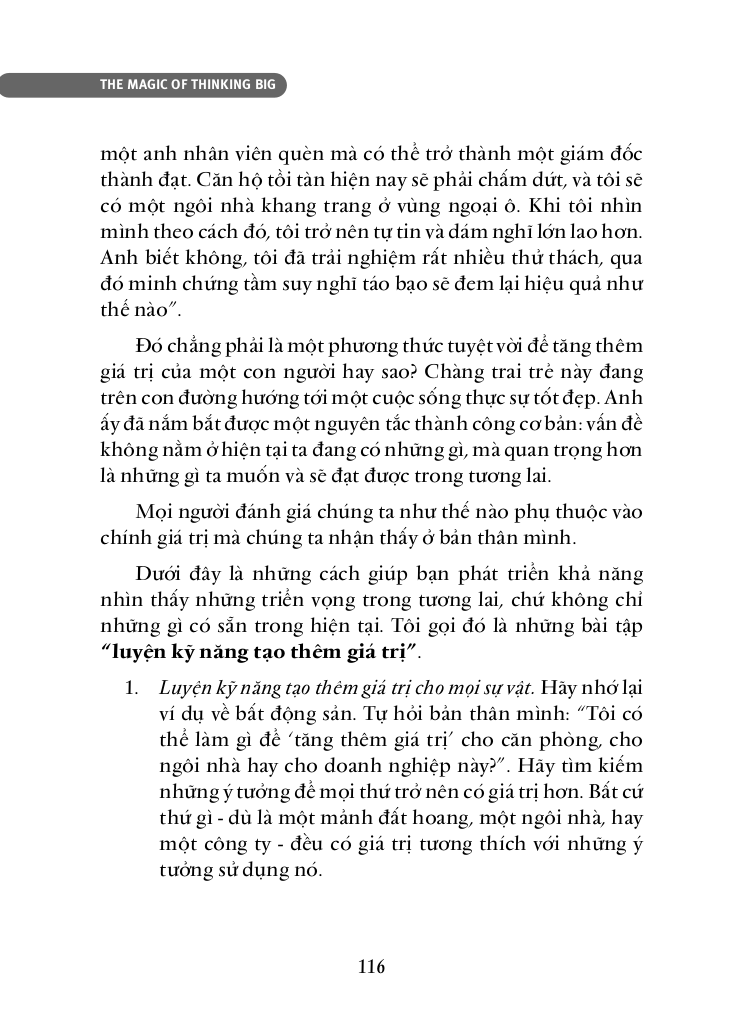 THE MAGIC OF THINKING BIG
một anh nhân viên quèn mà có thể trở thành một giám đốc
thành đạt. Căn hộ tồi tàn hiện nay sẽ phải chấm dứt, và tôi sẽ
có một ngôi nhà khang trang ở vùng ngoại ô. Khi tôi nhìn
mình theo cách đó, tôi trở nên tự tin và dám nghĩ lớn lao hơn.
Anh biết không, tôi đã trải nghiệm rất nhiều thử thách, qua
đó minh chứng tầm suy nghĩ táo bạo sẽ đem lại hiệu quả như
thế nào”.
Đó chẳng phải là một phương thức tuyệt vời để tăng thêm
giá trị của một con người hay sao? Chàng trai trẻ này đang
trên con đường hướng tới một cuộc sống thực sự tốt đẹp. Anh
ấy đã nắm bắt được một nguyên tắc thành công cơ bản: vấn đề
không nằm ở hiện tại ta đang có những gì, mà quan trọng hơn
là những gì ta muốn và sẽ đạt được trong tương lai.
Mọi người đánh giá chúng ta như thế nào phụ thuộc vào
chính giá trị mà chúng ta nhận thấy ở bản thân mình.
Dưới đây là những cách giúp bạn phát triển khả năng
nhìn thấy những triển vọng trong tương lai, chứ không chỉ
những gì có sẵn trong hiện tại. Tôi gọi đó là những bài tập
“luyện kỹ năng tạo thêm giá trị”.
1. Luyện kỹ năng tạo thêm giá trị cho mọi sự vật. Hãy nhớ lại
ví dụ về bất động sản. Tự hỏi bản thân mình: “Tôi có
thể làm gì để ‘tăng thêm giá trị’ cho căn phòng, cho
ngôi nhà hay cho doanh nghiệp này?”. Hãy tìm kiếm
những ý tưởng để mọi thứ trở nên có giá trị hơn. Bất cứ
thứ gì - dù là một mảnh đất hoang, một ngôi nhà, hay
một công ty - đều có giá trị tương thích với những ý
tưởng sử dụng nó.
116